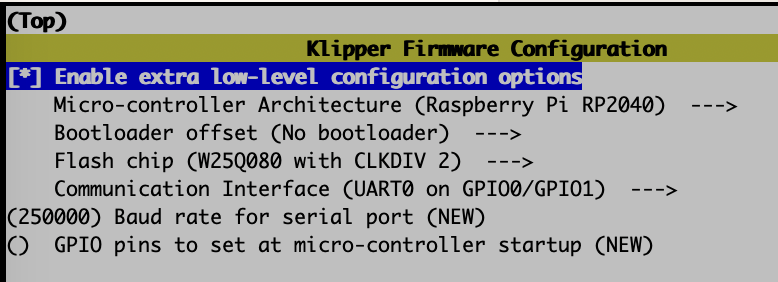 (Top)
Klipper Firmware Configuration
[*] Enable extra low-level configuration options
Micro-controller Architecture (Raspberry Pi RP2040)  --->
Bootloader offset (No bootloader)  --->
Flash chip (W25Q080 with CLKDIV 2)  --->
Communication Interface (UART0 on GPIO0/GPIO1)  --->
(250000) Baud rate for serial port (NEW)
()  GPIO pins to set at micro-controller startup (NEW)